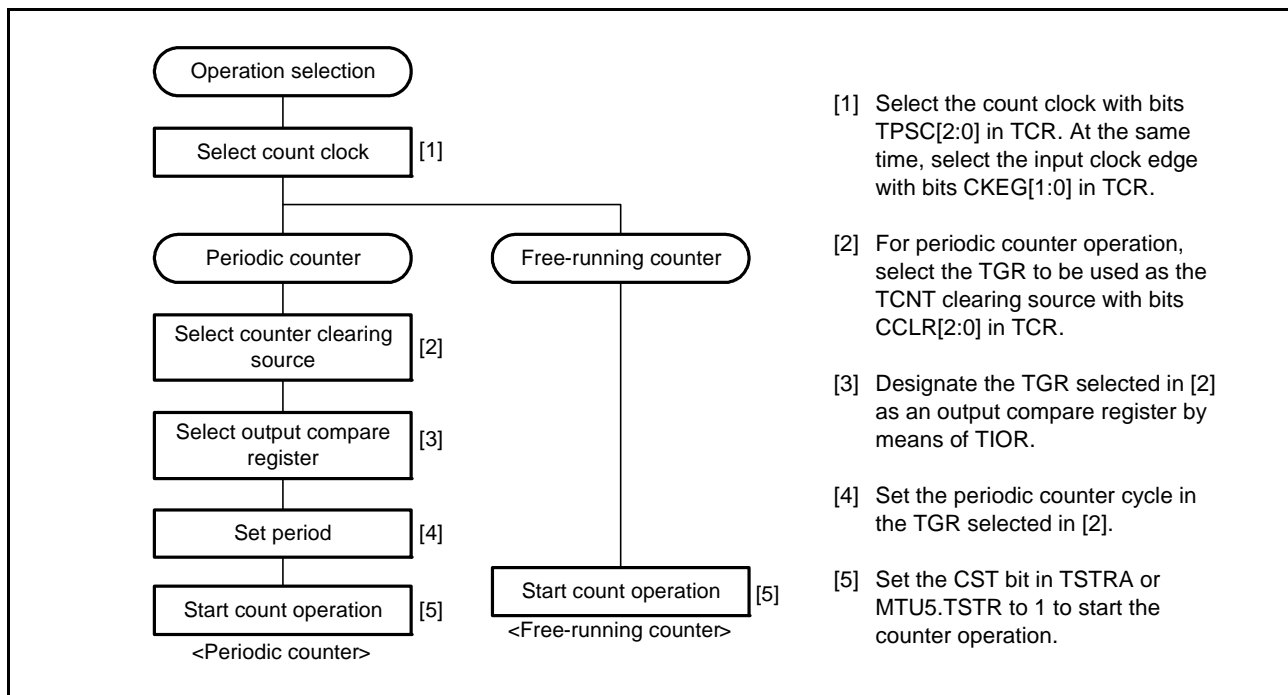 Operation selection
Select count clock
[1]
Periodic counter
Free-running counter
Select counter clearing
source
[2]
Select output compare
register
[3]
Set period
[4]
Start count operation
[5]
<Periodic counter>
Start count operation
[5]
<Free-running counter>
[1] Select the count clock with bits
TPSC[2:0] in TCR. At the same
time, select the input clock edge
with bits CKEG[1:0] in TCR.
[2] For periodic counter operation,
select the TGR to be used as the
TCNT clearing source with bits
CCLR[2:0] in TCR.
[3] Designate the TGR selected in [2]
as an output compare register by
means of TIOR.
[4] Set the periodic counter cycle in
the TGR selected in [2].
[5] Set the CST bit in TSTRA or
MTU5.TSTR to 1 to start the
counter operation.